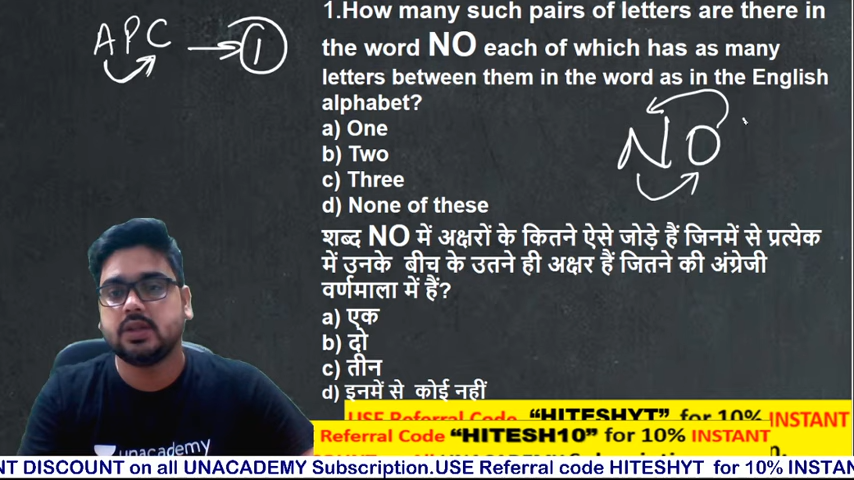 APC → 1
1.How many such pairs of letters are there in
the word NO each of which has as many
letters between them in the word as in the English
alphabet?
a) One
b) Two
c) Three
d) None of these
NO
शब्द NO में अक्षरों के कितने ऐसे जोड़े हैं जिनमें से प्रत्येक
में उनके बीच के उतने ही अक्षर हैं जितने की अंग्रेजी
वर्णमाला में हैं?
a) एक
b) दो
c) तीन
d) इनमें से कोई नहीं
unacademy
USE Referral Code "HITESHYT" for 10% INSTANT
Referral Code "HITESH10" for 10% INSTANT
NT DISCOUNT on all UNACADEMY Subscription.USE Referral code HITESHYT for 10% INSTAN